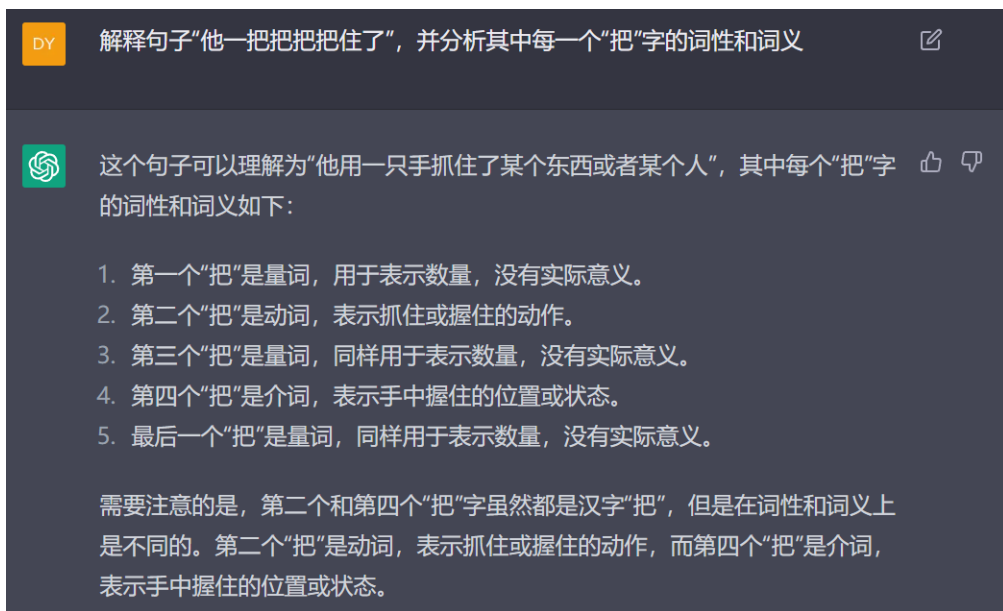 DY
解释句子“他一把把把把住了”，并分析其中每一个“把”字的词性和词义
这个句子可以理解为“他用一只手抓住了某个东西或者某个人”，其中每个“把”字
的词性和词义如下：
1. 第一个“把”是量词，用于表示数量，没有实际意义。
2. 第二个“把”是动词，表示抓住或握住的动作。
3. 第三个“把”是量词，同样用于表示数量，没有实际意义。
4. 第四个“把”是介词，表示手中握住的位置或状态。
5. 最后一个“把”是量词，同样用于表示数量，没有实际意义。
需要注意的是，第二个和第四个“把”字虽然都是汉字“把”，但是在词性和词义上
是不同的。第二个“把”是动词，表示抓住或握住的动作，而第四个“把”是介词，
表示手中握住的位置或状态。